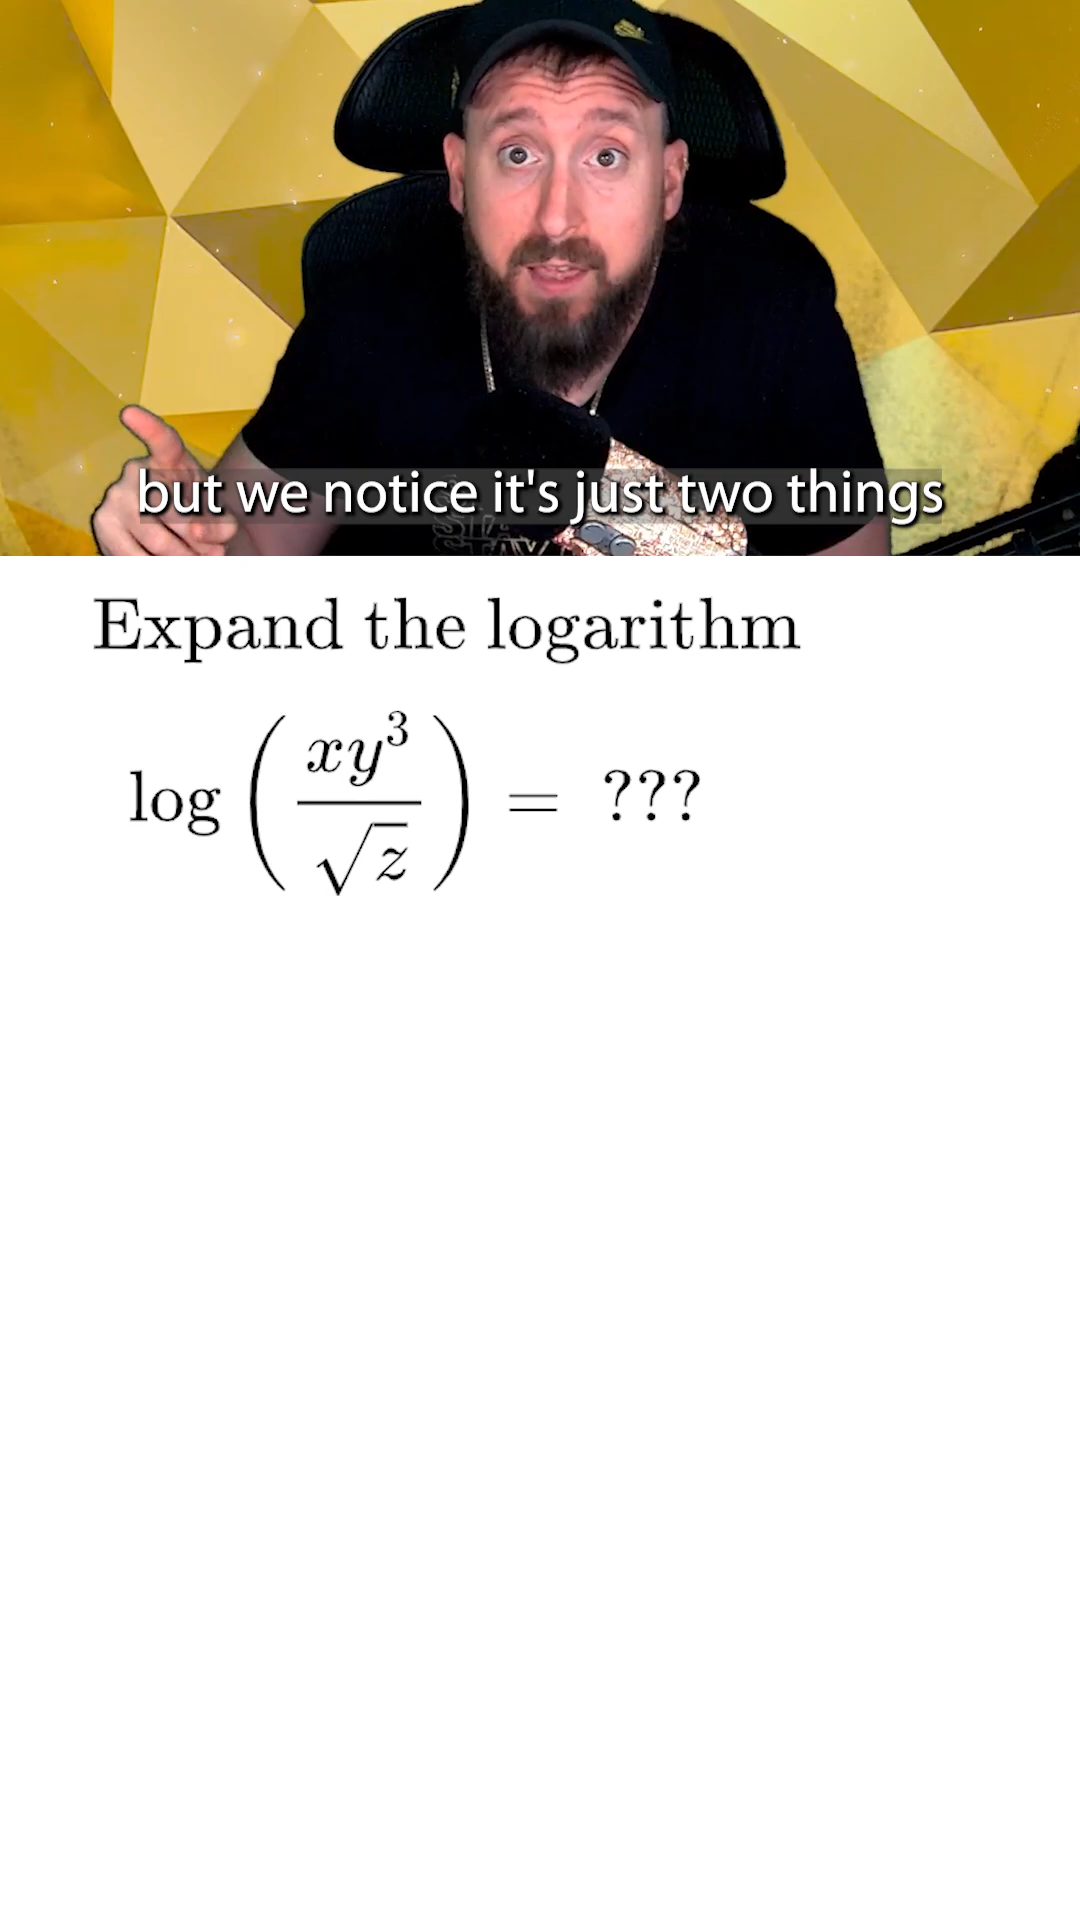 but we notice it's just two things
Expand the logarithm
log(xy³/√z) = ???